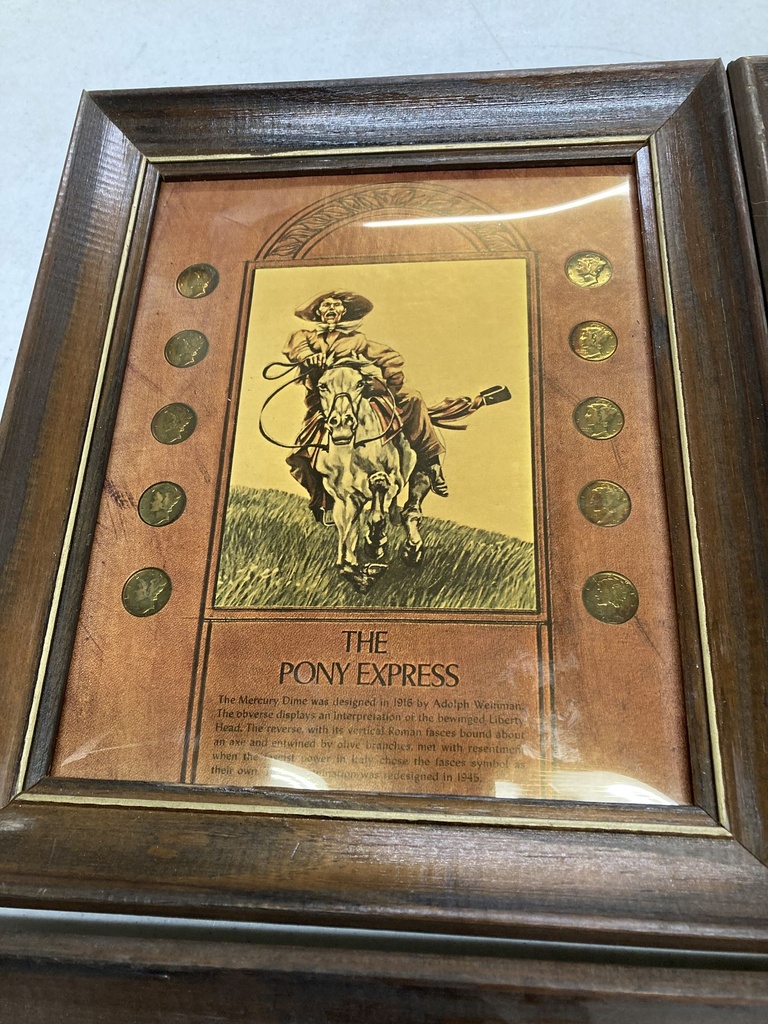 THE
PONY EXPRESS
The Mercury Dime was designed in 1916 by Adolph Weinman.
The obverse displays an interpretation of the bewinged Liberty
Head. The reverse, with its vertical Roman fasces bound about
an axe and entwined by olive branches, met with resentment
when the power in Italy chose the fasces symbol as
their own was redesigned in 1945.